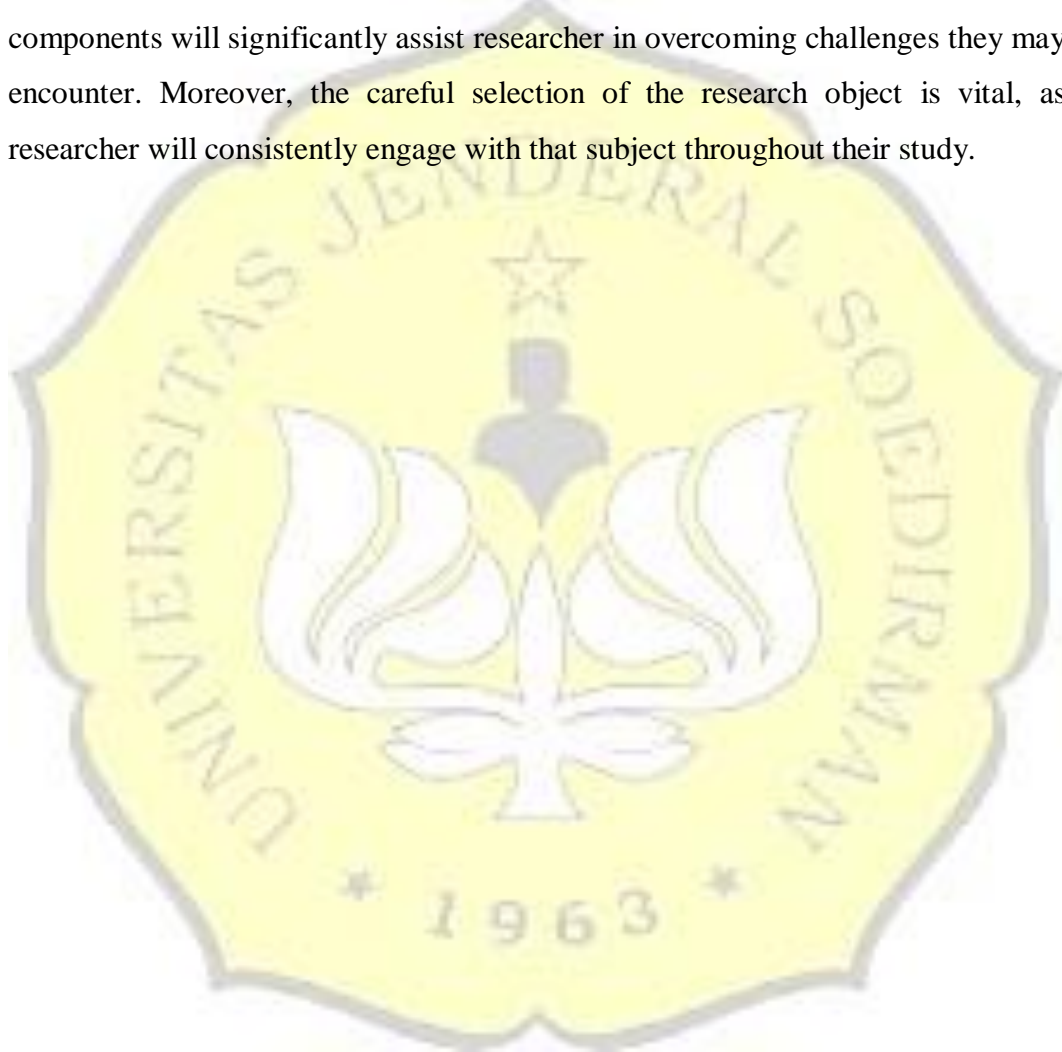 components will significantly assist researcher in overcoming challenges they may
encounter. Moreover, the careful selection of the research object is vital, as
researcher will consistently engage with that subject throughout their study.
UNIVERSITAS JENDERAL SOEDIRMAN
* 1963 *